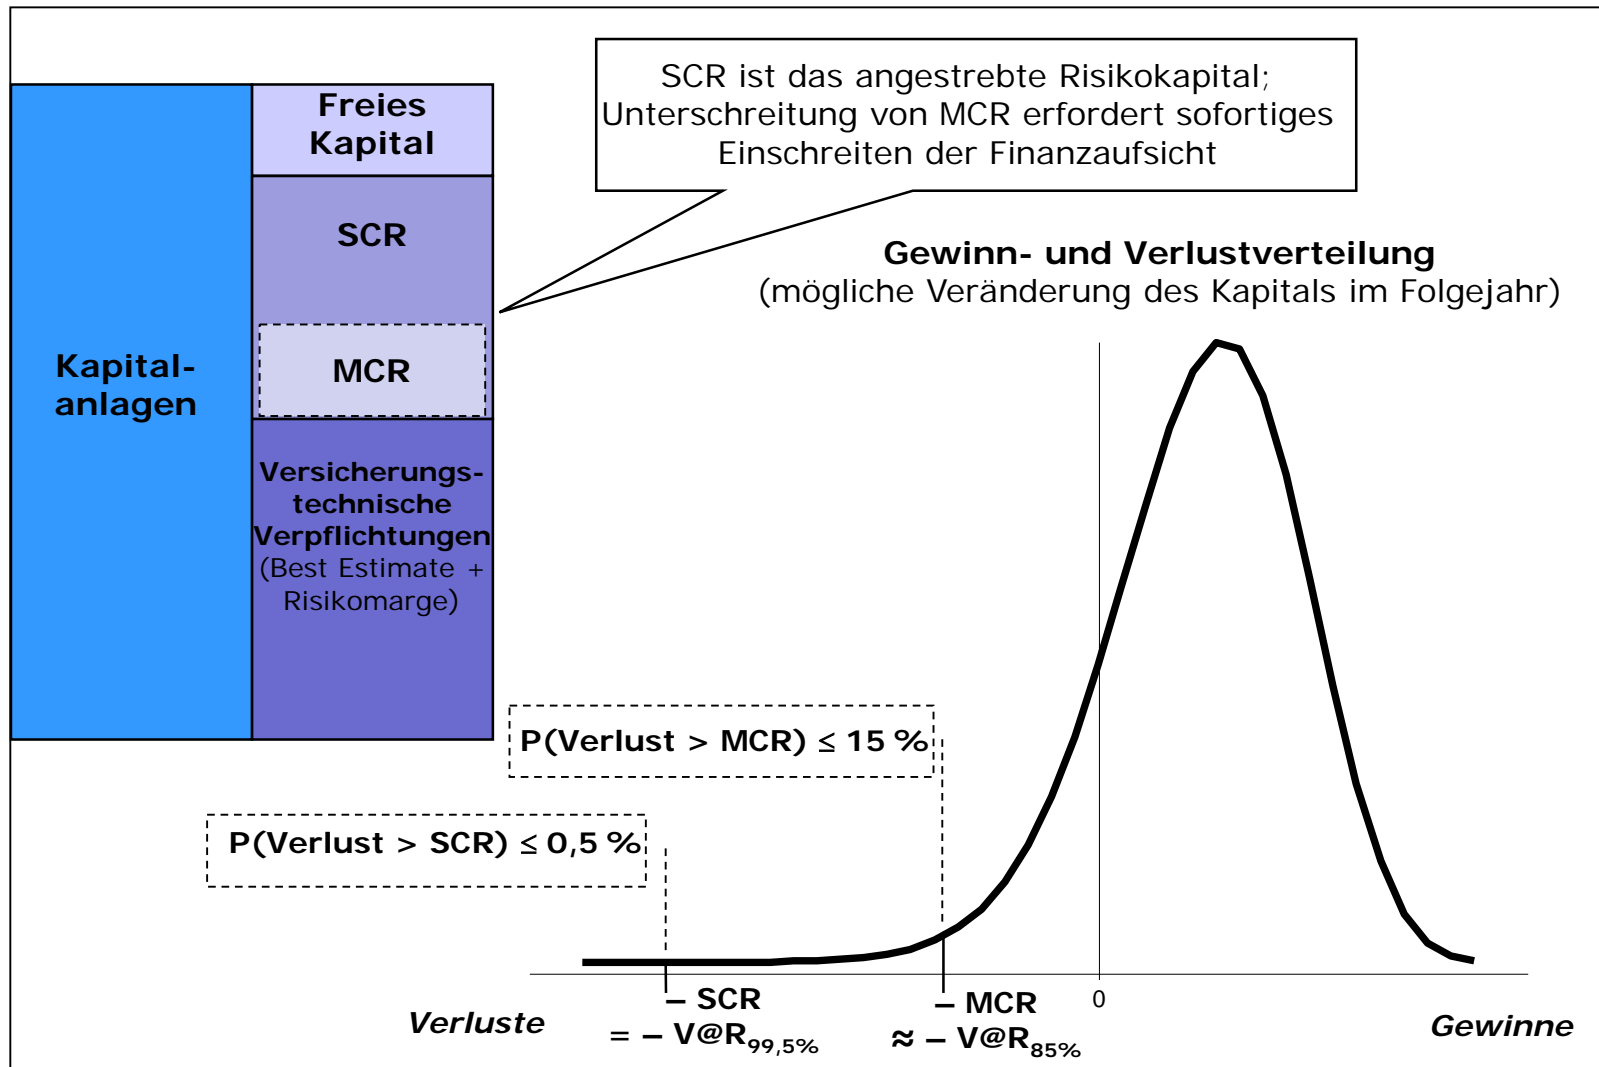 Kapital-
anlagen
Freies
Kapital
SCR
MCR
Versicherungs-
technische
Verpflichtungen
(Best Estimate +
Risikomarge)
SCR ist das angestrebte Risikokapital;
Unterschreitung von MCR erfordert sofortiges
Einschreiten der Finanzaufsicht
Gewinn- und Verlustverteilung
(mögliche Veränderung des Kapitals im Folgejahr)
P(Verlust > MCR) ≤ 15 %
P(Verlust > SCR) ≤ 0,5 %
Verluste
– SCR
= – V@R99,5%
– MCR
≈ – V@R85%
0
Gewinne